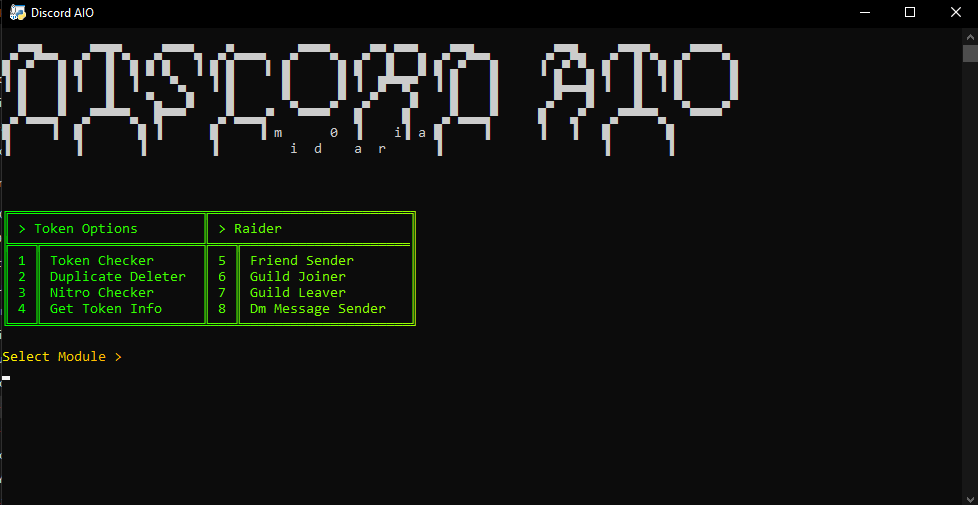 Discord AIO
DISCORD AIO
m 0 i a
i d a r
> Token Options > Raider
1 Token Checker 5 Friend Sender
2 Duplicate Deleter 6 Guild Joiner
3 Nitro Checker 7 Guild Leaver
4 Get Token Info 8 Dm Message Sender
Select Module >